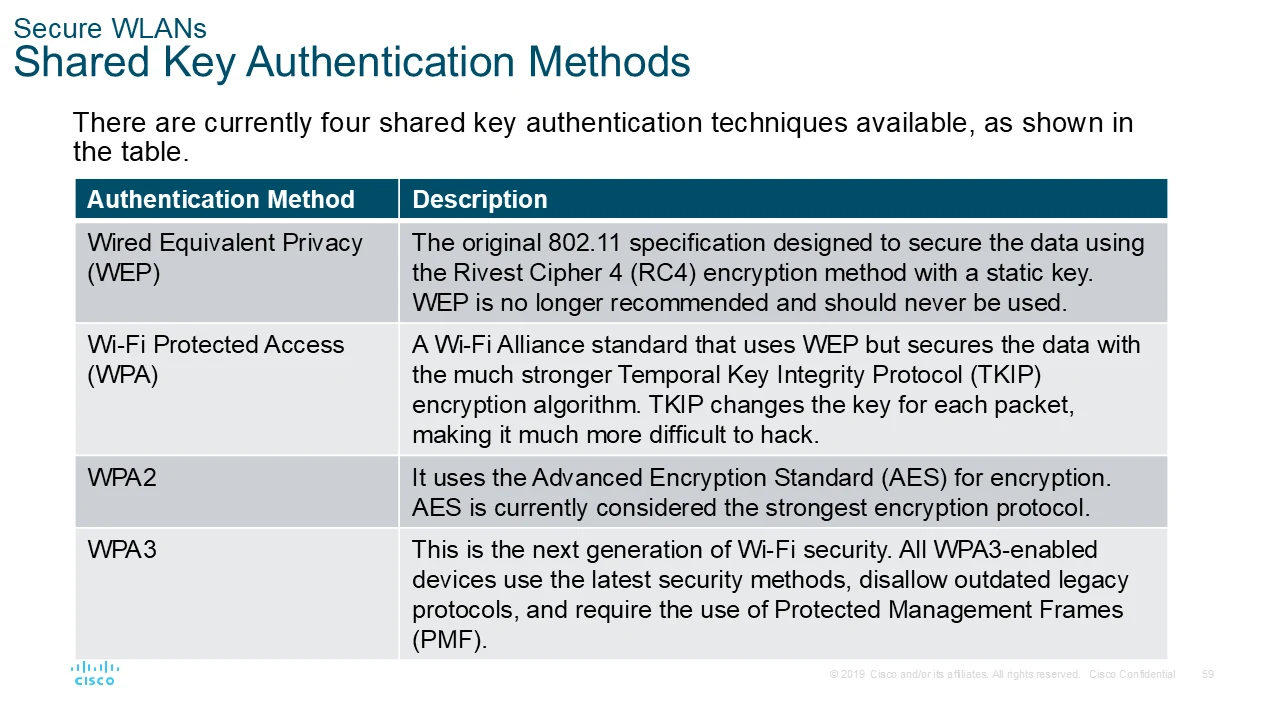 Secure WLANs
Shared Key Authentication Methods
There are currently four shared key authentication techniques available, as shown in
the table.
Authentication Method
Description
Wired Equivalent Privacy
(WEP)
The original 802.11 specification designed to secure the data using
the Rivest Cipher 4 (RC4) encryption method with a static key.
WEP is no longer recommended and should never be used.
Wi-Fi Protected Access
(WPA)
A Wi-Fi Alliance standard that uses WEP but secures the data with
the much stronger Temporal Key Integrity Protocol (TKIP)
encryption algorithm. TKIP changes the key for each packet,
making it much more difficult to hack.
WPA2
It uses the Advanced Encryption Standard (AES) for encryption.
AES is currently considered the strongest encryption protocol.
WPA3
This is the next generation of Wi-Fi security. All WPA3-enabled
devices use the latest security methods, disallow outdated legacy
protocols, and require the use of Protected Management Frames
(PMF).
CISCO
© 2019 Cisco and/or its affiliates. All rights reserved. Cisco Confidential
59